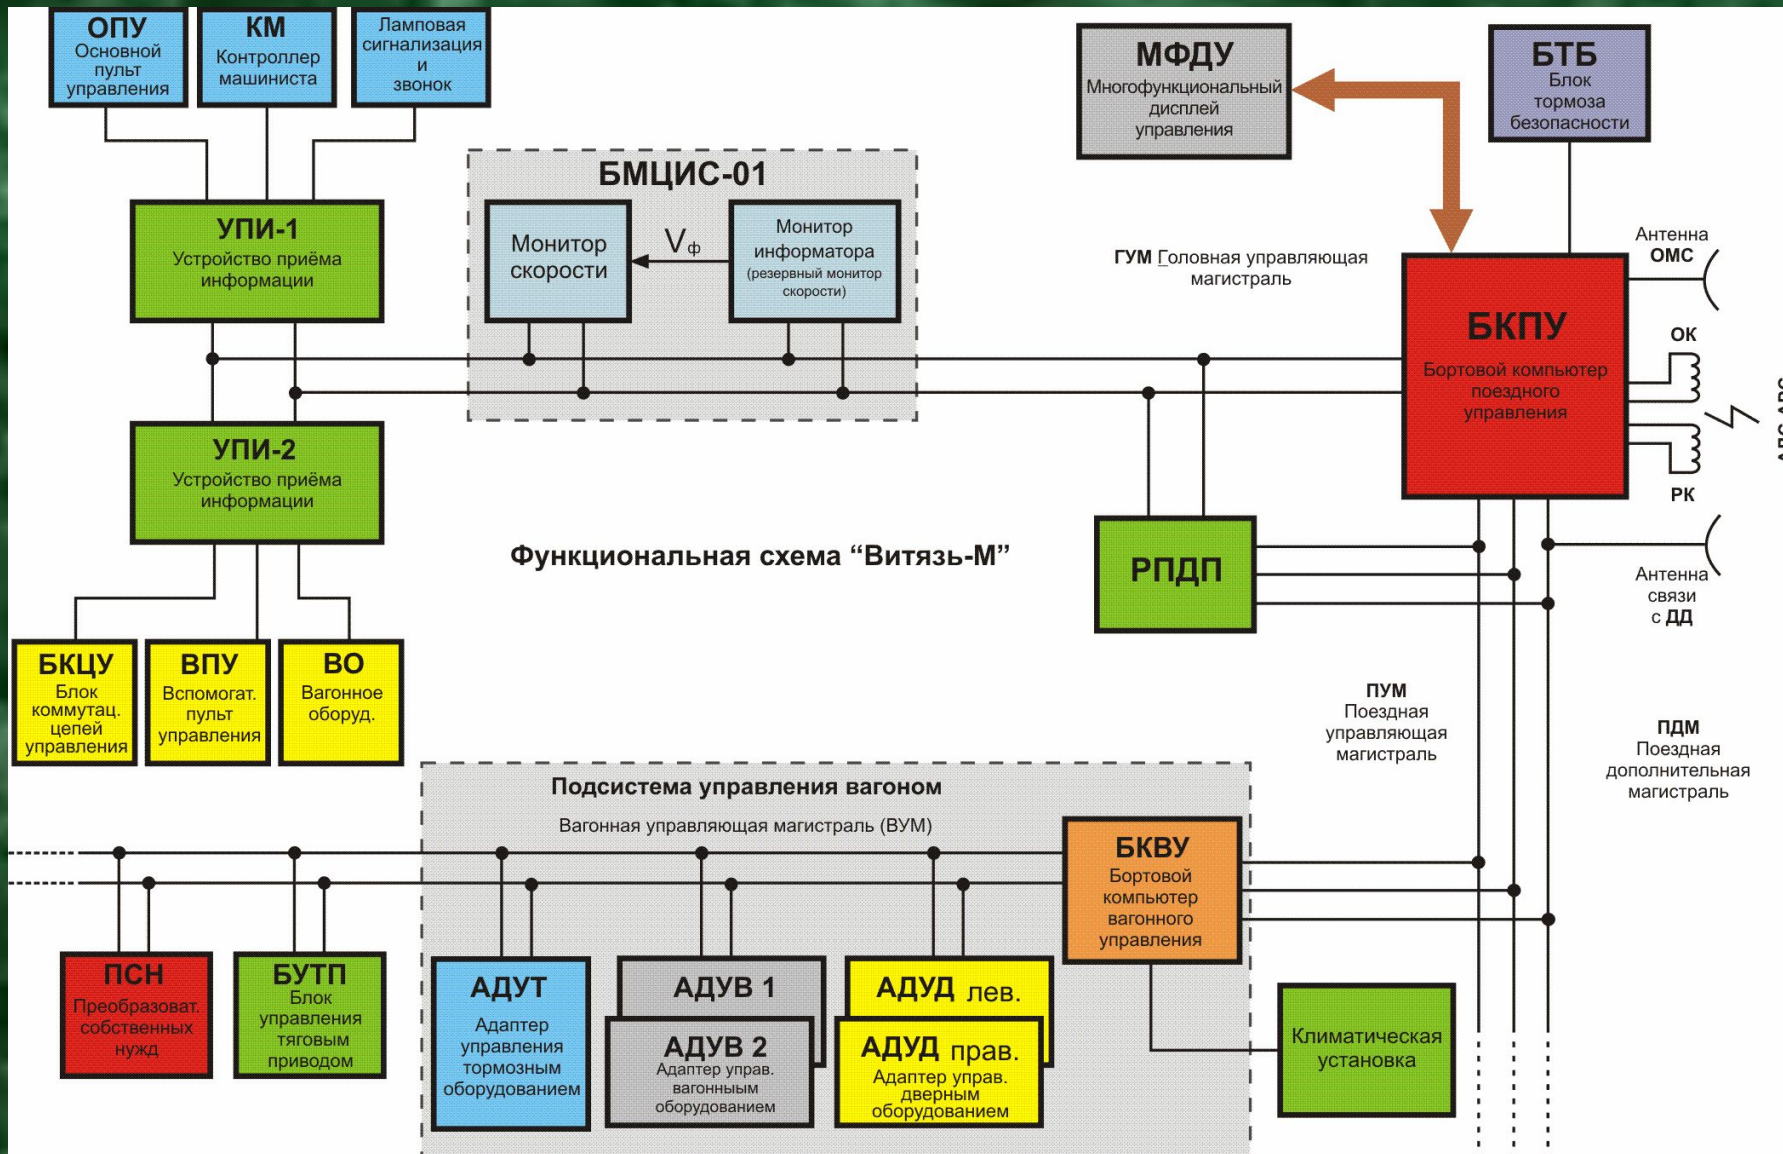 ОПУ
Основной
пульт
управления
КМ
Контроллер
машиниста
Ламповая
сигнализация
и
звонок
МФДУ
Многофункциональный
дисплей
управления
БТБ
Блок
тормоза
безопасности
УПИ-1
Устройство приёма
информации
БМЦИС-01
Монитор
скорости
Vф
Монитор
информатора
(резервный монитор
скорости)
ГУМ Головная управляющая
магистраль
БКПУ
Бортовой компьютер
поездного
управления
Антенна
ОМС
ОК
РК
АЛС-АРС
УПИ-2
Устройство приёма
информации
Функциональная схема “Витязь-М”
РПДП
Антенна
связи
с ДД
БКЦУ
Блок
коммутац.
цепей
управления
ВПУ
Вспомогат.
пульт
управления
ВО
Вагонное
оборуд.
ПУМ
Поездная
управляющая
магистраль
ПДМ
Поездная
дополнительная
магистраль
Подсистема управления вагоном
Вагонная управляющая магистраль (ВУМ)
БКВУ
Бортовой
компьютер
вагонного
управления
ПСН
Преобразоват.
собственных
нужд
БУТП
Блок
управления
тяговым
приводом
АДУТ
Адаптер
управления
тормозным
оборудованием
АДУВ 1
АДУВ 2
Адаптер управ.
вагонныым
оборудованием
АДУД лев.
АДУД прав.
Адаптер управ.
дверным
оборудованием
Климатическая
установка